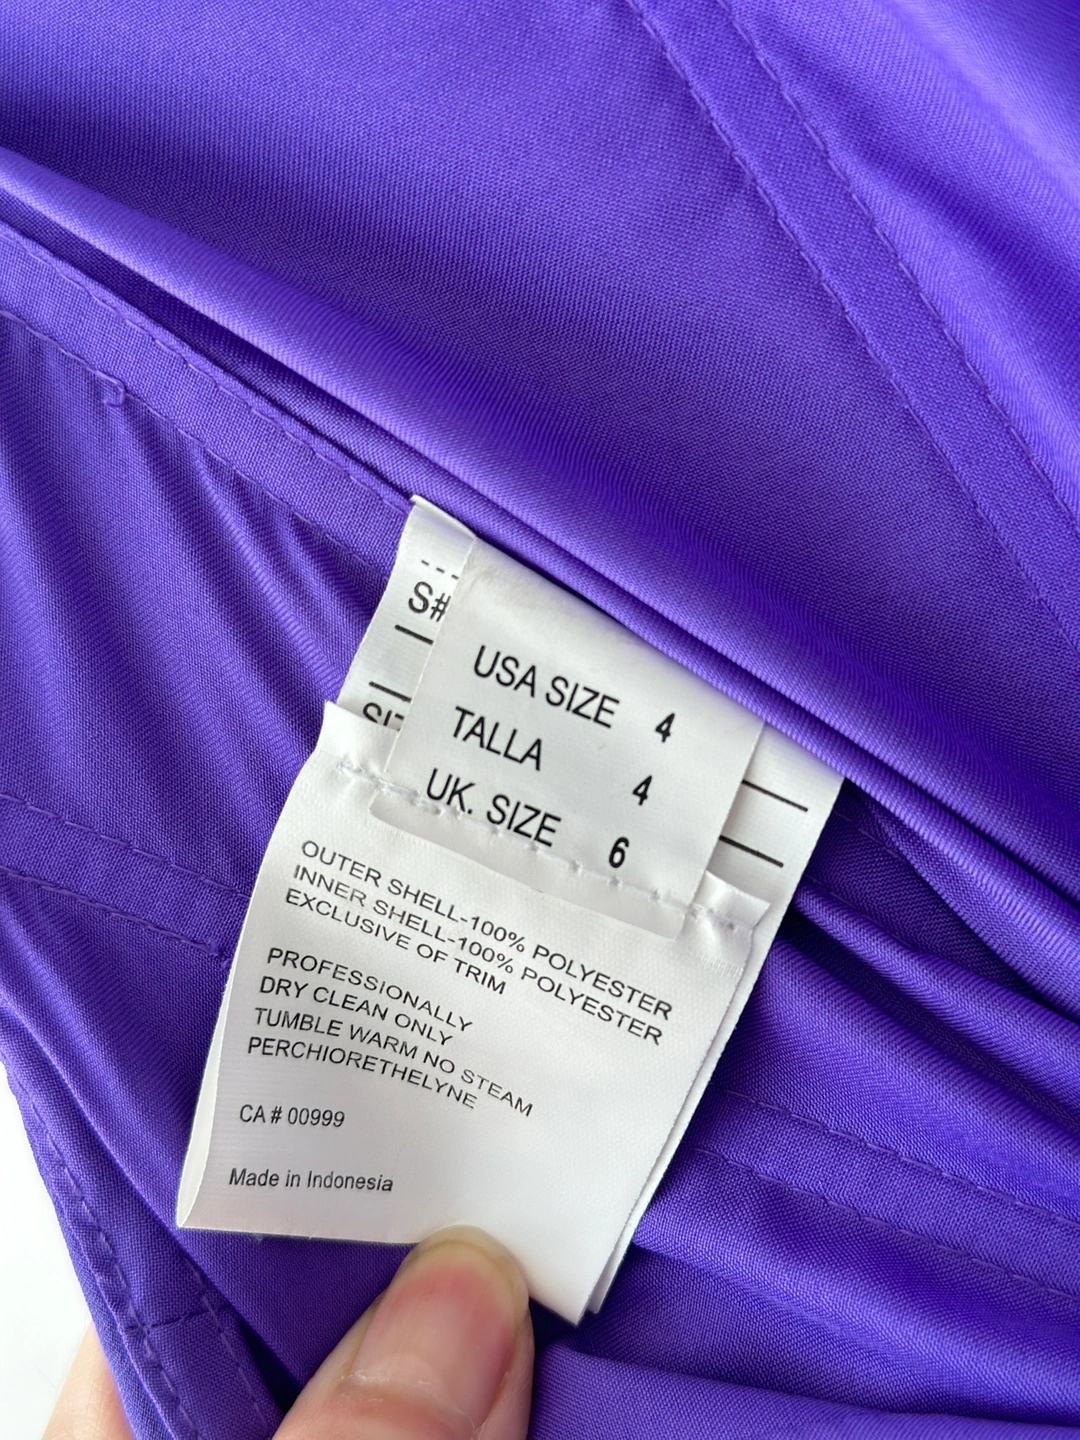 S#
USA SIZE 4
TALLA 4
UK. SIZE 6
OUTER SHELL-100% POLYESTER
INNER SHELL-100% POLYESTER
EXCLUSIVE OF TRIM
PROFESSIONALLY
DRY CLEAN ONLY
TUMBLE WARM NO STEAM
PERCHIORETHELYNE
CA # 00999
Made in Indonesia